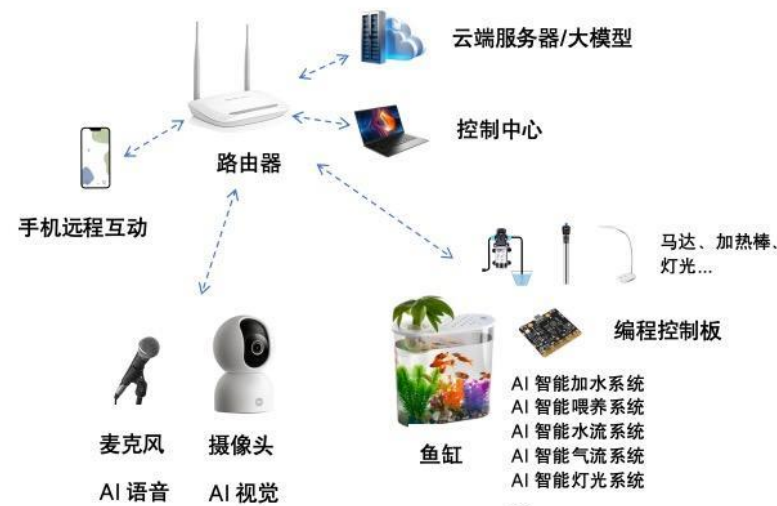 云端服务器/大模型
控制中心
路由器
手机远程互动
马达、加热棒、
灯光...
编程控制板
AI 智能加水系统
AI 智能喂养系统
AI 智能水流系统
AI 智能气流系统
AI 智能灯光系统
鱼缸
麦克风
摄像头
AI 语音
AI 视觉